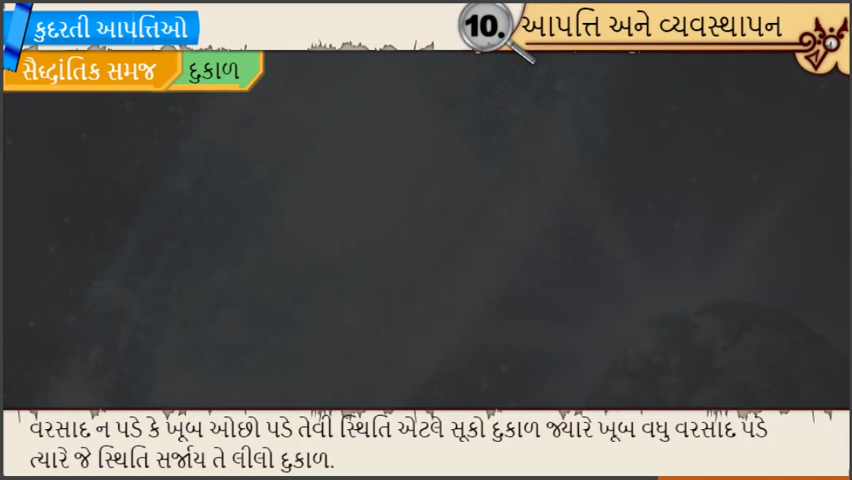 કુદરતી આપત્તિઓ
10. આપત્તિ અને વ્યવસ્થાપન
સૈદ્ધાંતિક સમજ
દુકાળ
વરસાદ ન પડે કે ખૂબ ઓછો પડે તેવી સ્થિતિ એટલે સૂકો દુકાળ જ્યારે ખૂબ વધુ વરસાદ પડે
ત્યારે જે સ્થિતિ સર્જાય તે લીલો દુકાળ.